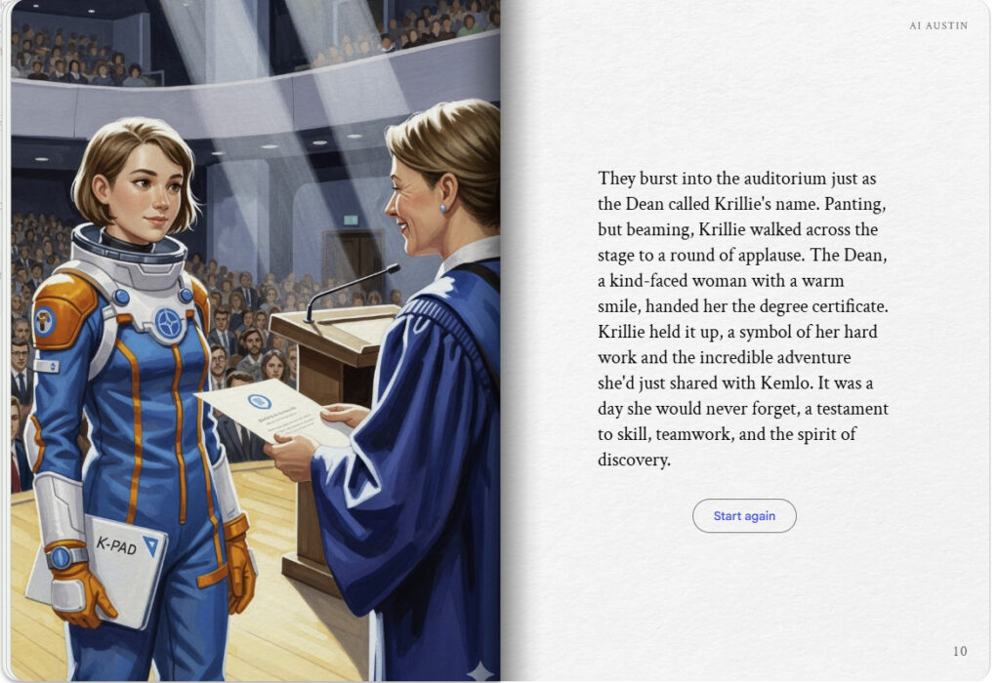 AI AUSTIN
They burst into the auditorium just as
the Dean called Krillie's name. Panting,
but beaming, Krillie walked across the
stage to a round of applause. The Dean,
a kind-faced woman with a warm
smile, handed her the degree certificate.
Krillie held it up, a symbol of her hard
work and the incredible adventure
she'd just shared with Kemlo. It was a
day she would never forget, a testament
to skill, teamwork, and the spirit of
discovery.
Start again
K-PAD
10